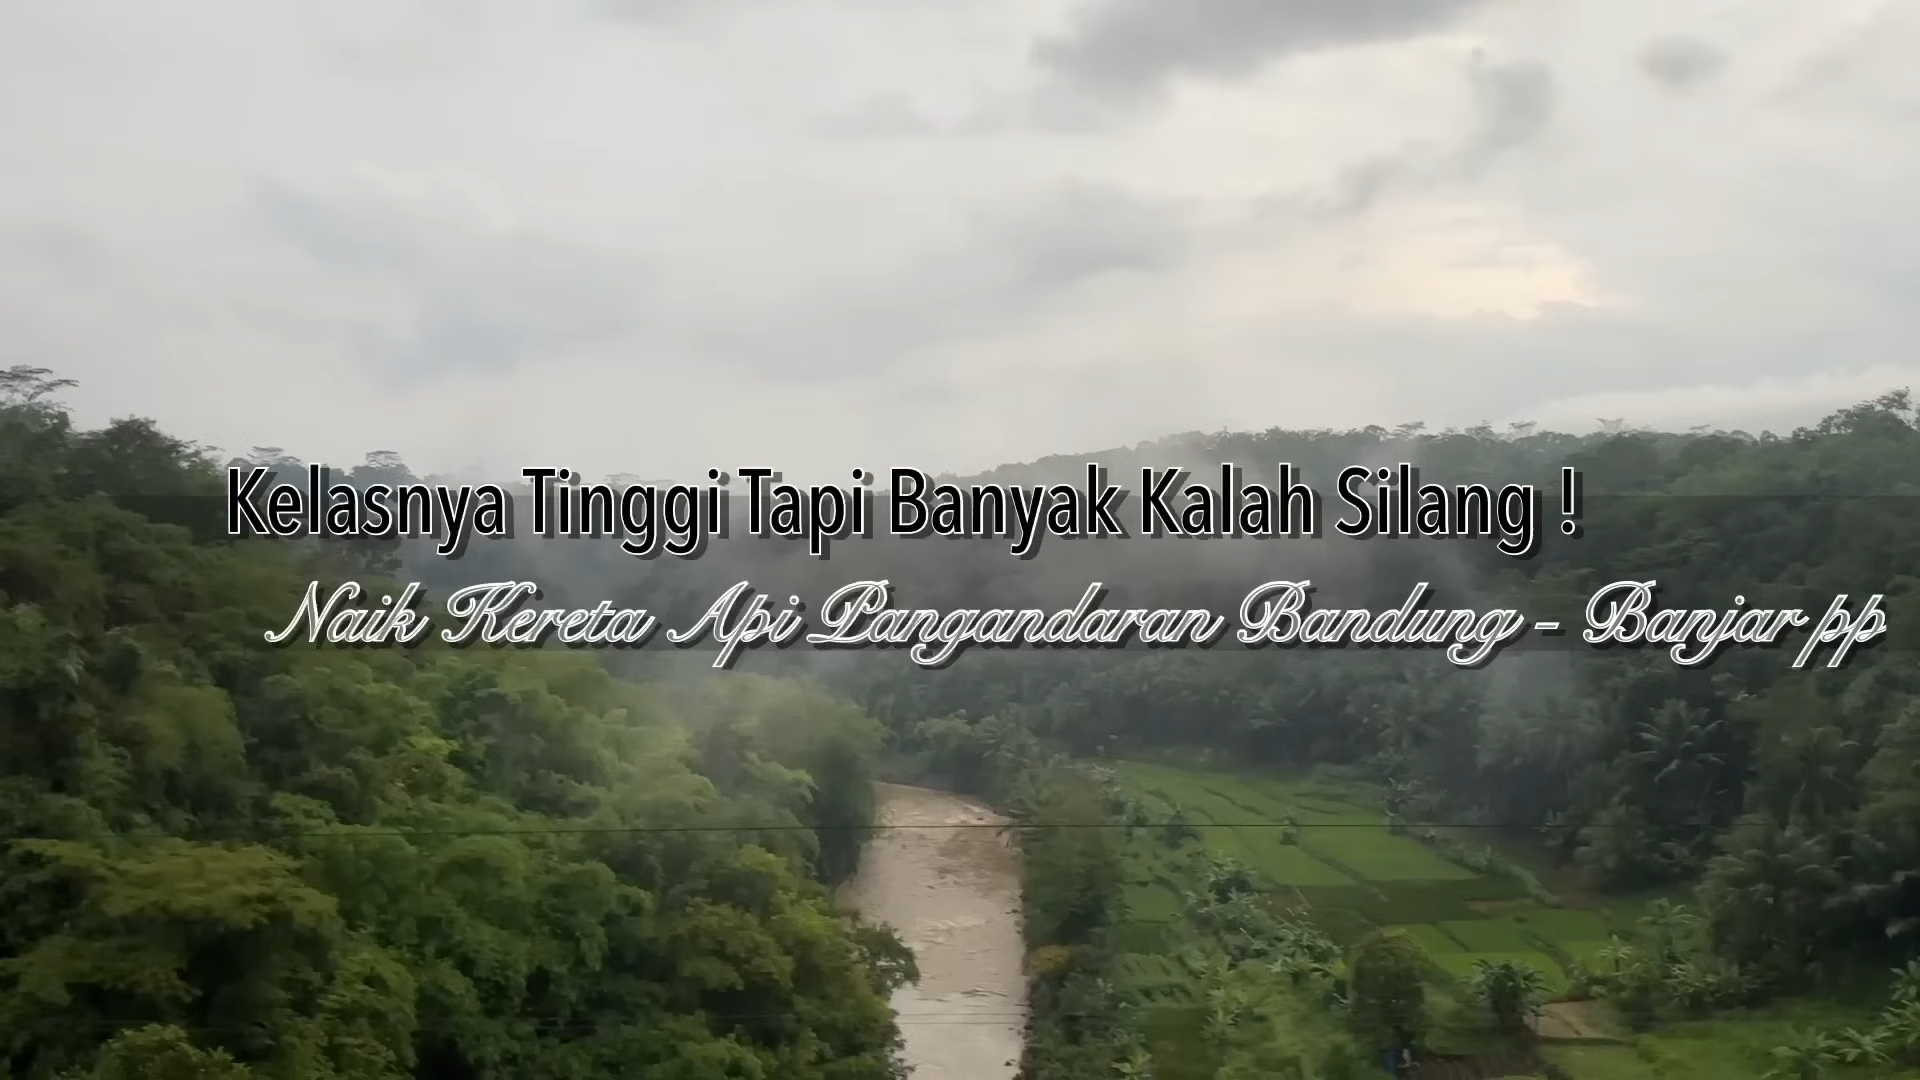 Kelasnya Tinggi Tapi Banyak Kalah Silang !
Naik Kereta Api Pangandaran Bandung - Banjar pp